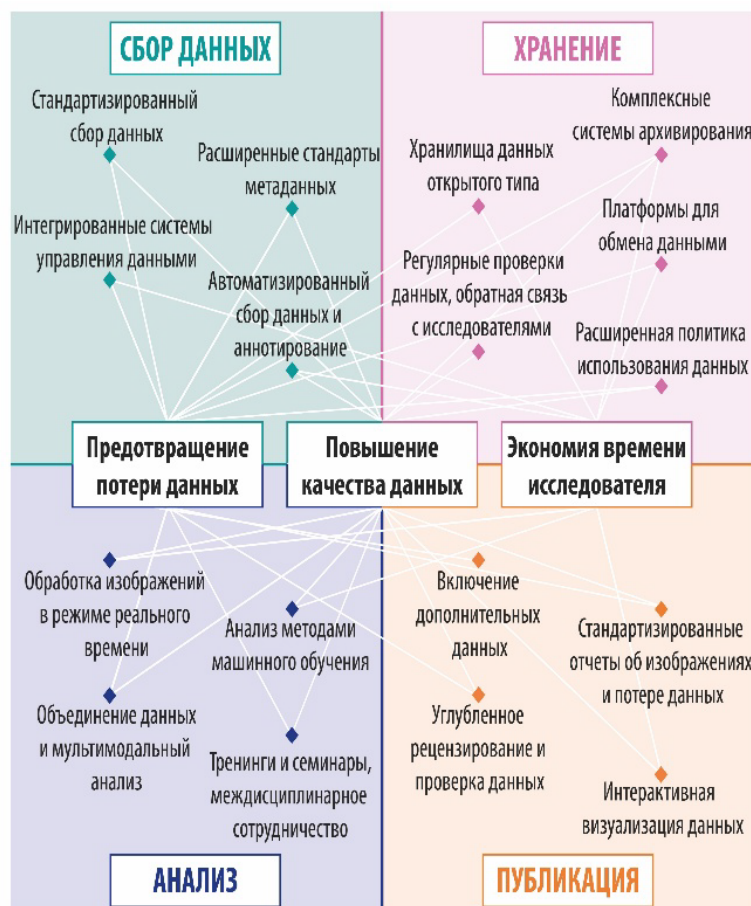 СБОР ДАННЫХ
Стандартизированный
сбор данных
Расширенные стандарты
метаданных
Интегрированные системы
управления данными
Автоматизированный
сбор данных и
аннотирование
ХРАНЕНИЕ
Комплексные
системы архивирования
Хранилища данных
открытого типа
Платформы для
обмена данными
Регулярные проверки
данных, обратная связь
с исследователями
Расширенная политика
использования данных
Предотвращение
потери данных
Повышение
качества данных
Экономия времени
исследователя
Обработка изображений
в режиме реального
времени
Анализ методами
машинного обучения
Объединение данных
и мультимодальный
анализ
Тренинги и семинары,
междисциплинарное
сотрудничество
АНАЛИЗ
Включение
дополнительных
данных
Стандартизированные
отчеты об изображениях
и потере данных
Углубленное
рецензирование и
проверка данных
Интерактивная
визуализация данных
ПУБЛИКАЦИЯ